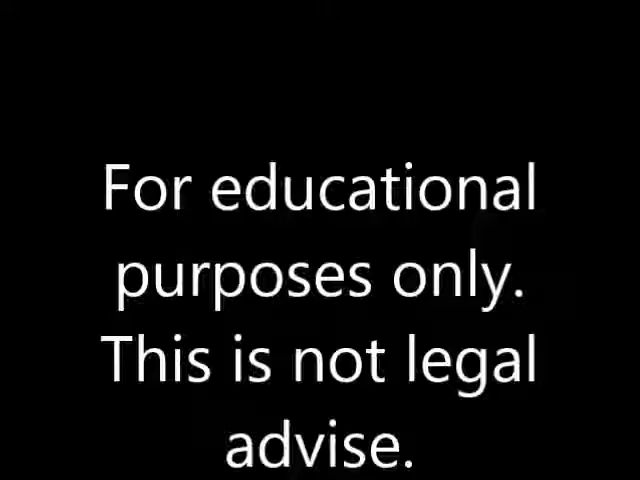 For educational
purposes only.
This is not legal
advise.